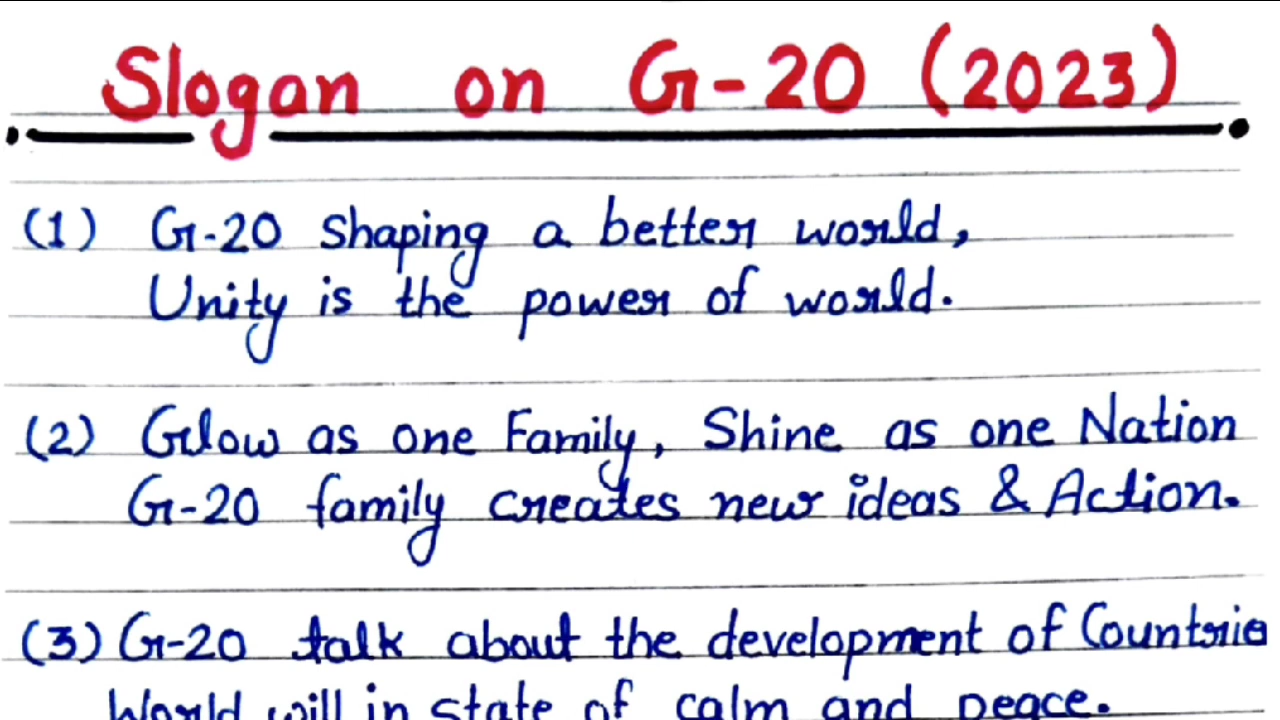 Slogan on G-20 (2023)
(1) G-20 shaping a better world,
Unity is the power of world.
(2) Glow as one Family, Shine as one Nation
G-20 family creates new ideas & Action.
(3) G-20 talk about the development of Countrie
World will in state of calm and peace.